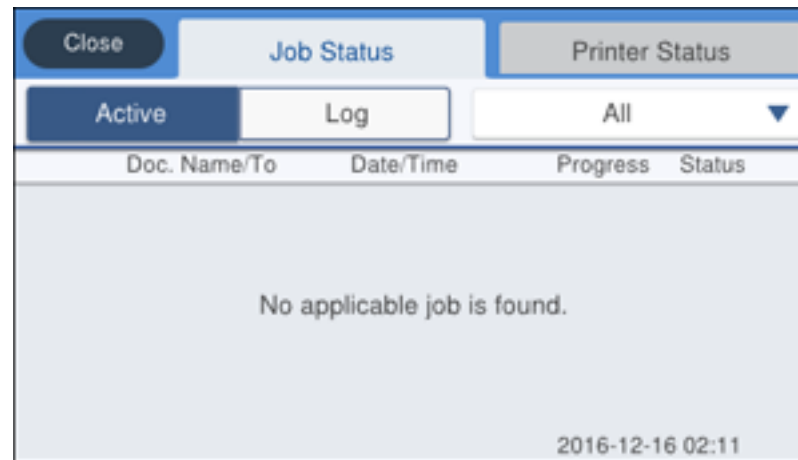 Close Job Status Printer Status
Active Log All
Doc. Name/To Date/Time Progress Status
No applicable job is found.
2016-12-16 02:11